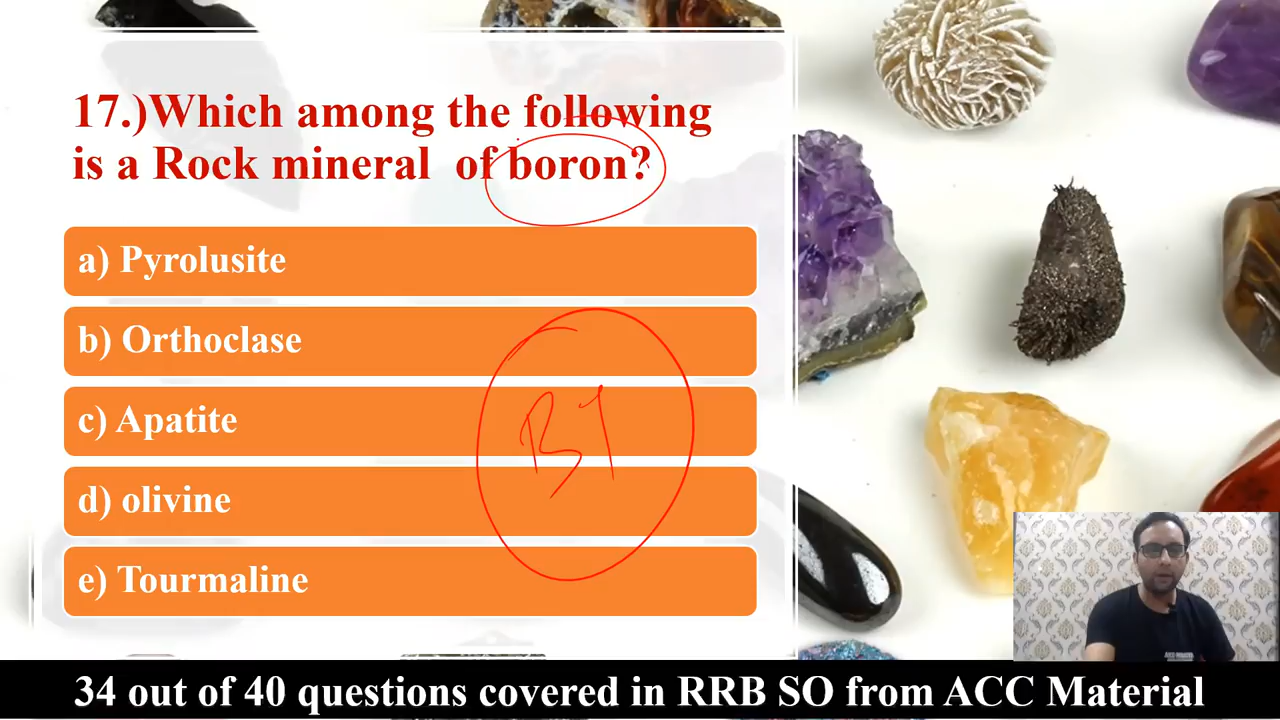 17.)Which among the following
is a Rock mineral of boron?
a) Pyrolusite
b) Orthoclase
c) Apatite
d) olivine
e) Tourmaline
BT
34 out of 40 questions covered in RRB SO from ACC Material